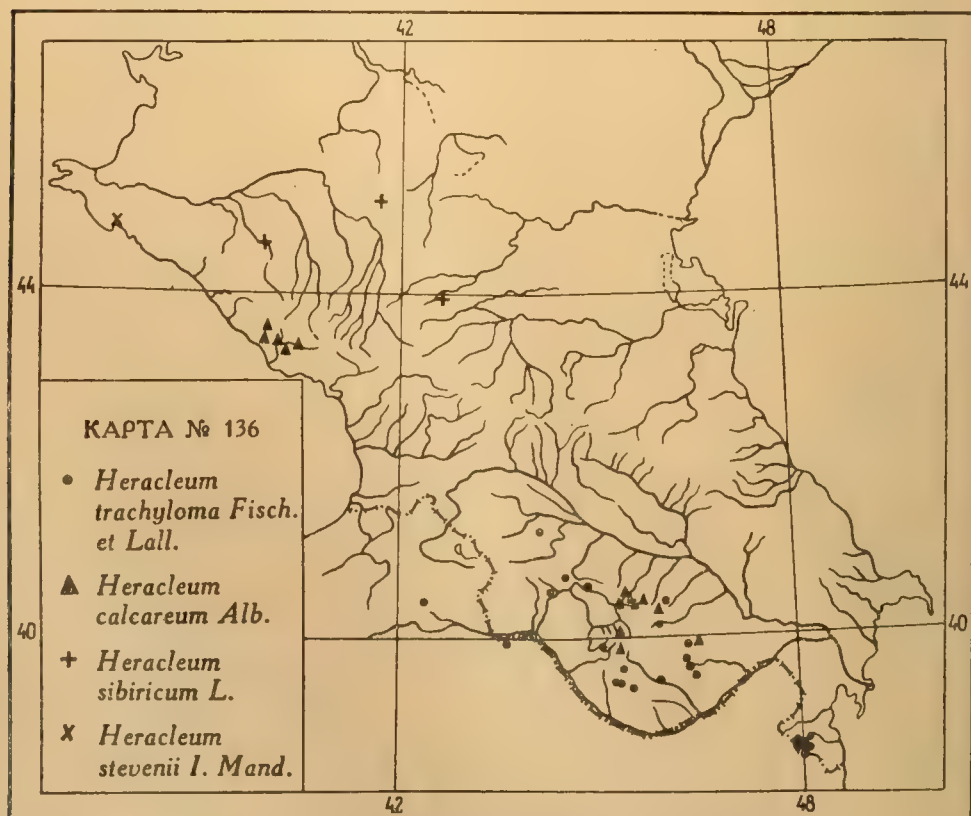 42 48
44 44
КАРТА № 136
Heracleum
trachyloma Fisch.
et Lall.
Heracleum
calcareum Alb.
40 40
Heracleum
sibiricum L.
Heracleum
stevenii I. Mand.
42 48